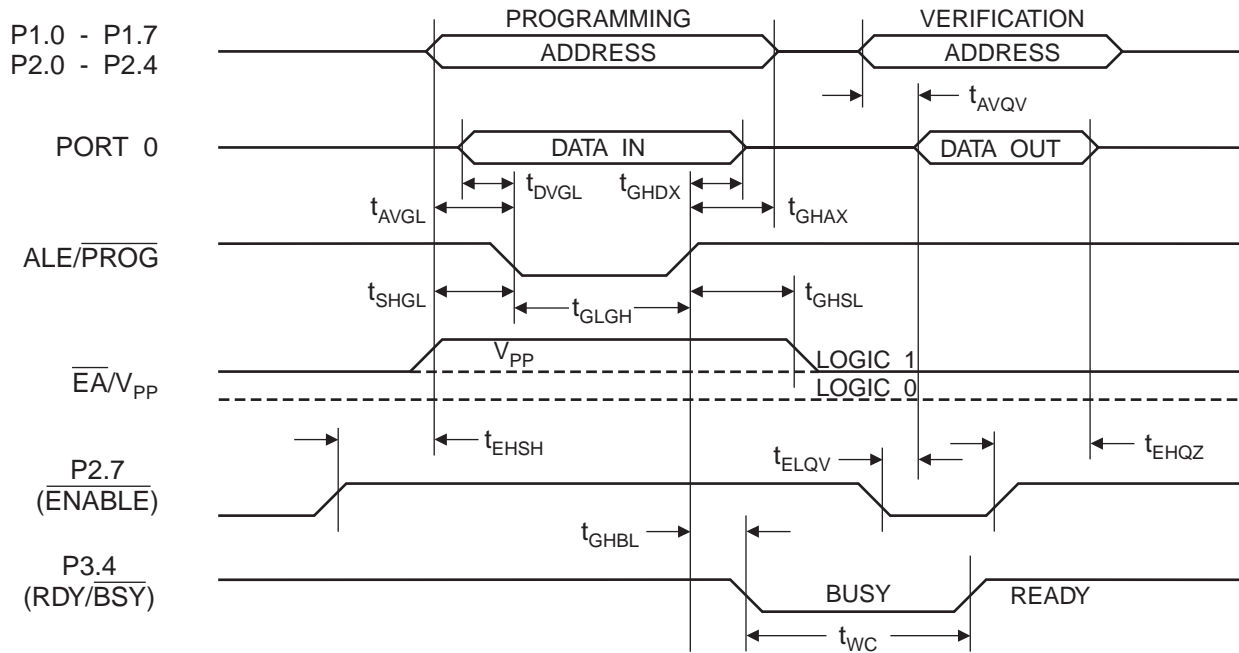 PROGRAMMING VERIFICATION
P1.0 - P1.7
P2.0 - P2.4
ADDRESS ADDRESS
tAVQV
PORT 0
DATA IN DATA OUT
tDVGL tGHDX
tAVGL tGHAX
ALE/PROG
tSHGL tGLGH tGHSL
VPP LOGIC 1
EA/VPP
LOGIC 0
tEHSH tELQV tEHQZ
P2.7
(ENABLE)
tGHBL
P3.4
(RDY/BSY)
BUSY READY
tWC